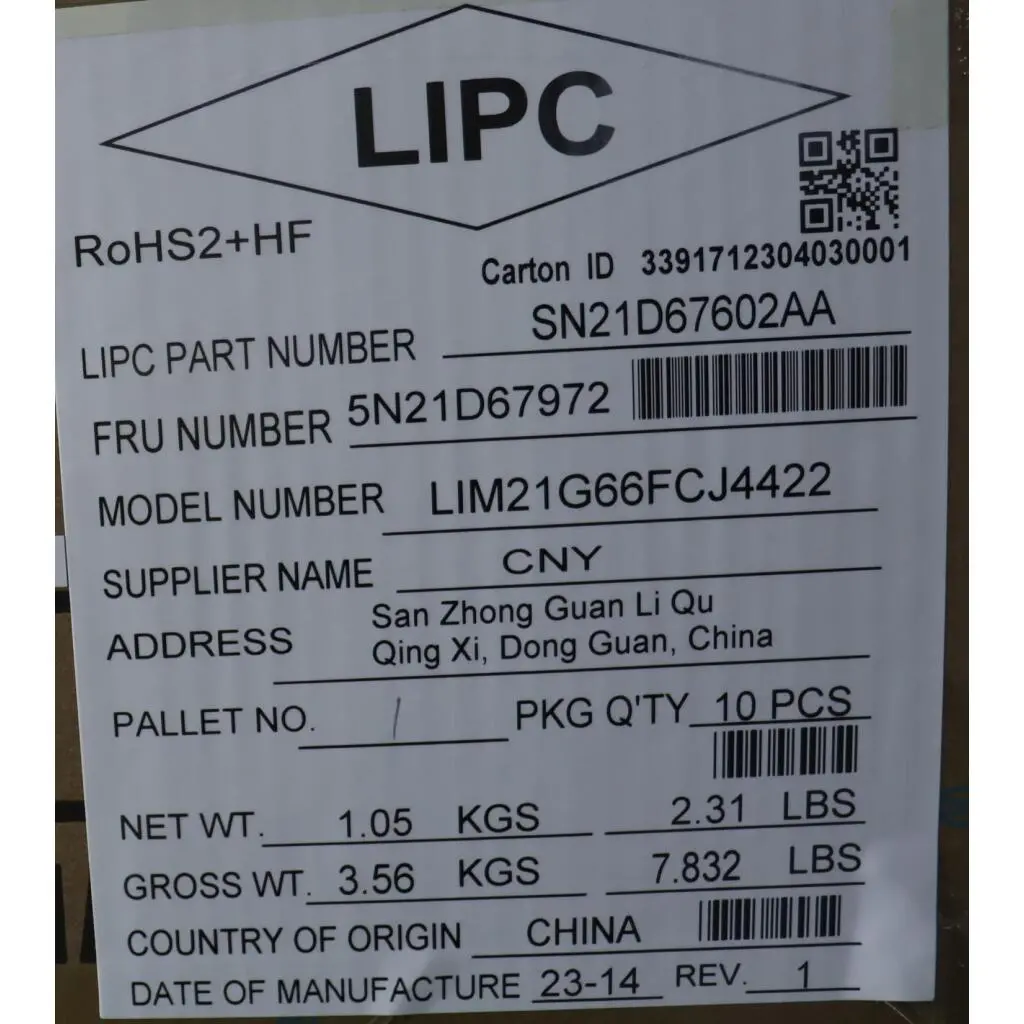 LIPC
RoHS2+HF
Carton ID 3391712304030001
LIPC PART NUMBER SN21D67602AA
FRU NUMBER 5N21D67972
MODEL NUMBER LIM21G66FCJ4422
SUPPLIER NAME CNY
ADDRESS San Zhong Guan Li Qu
Qing Xi, Dong Guan, China
PALLET NO. / PKG Q'TY 10 PCS
NET WT. 1.05 KGS 2.31 LBS
GROSS WT. 3.56 KGS 7.832 LBS
COUNTRY OF ORIGIN CHINA
DATE OF MANUFACTURE 23-14 REV. 1